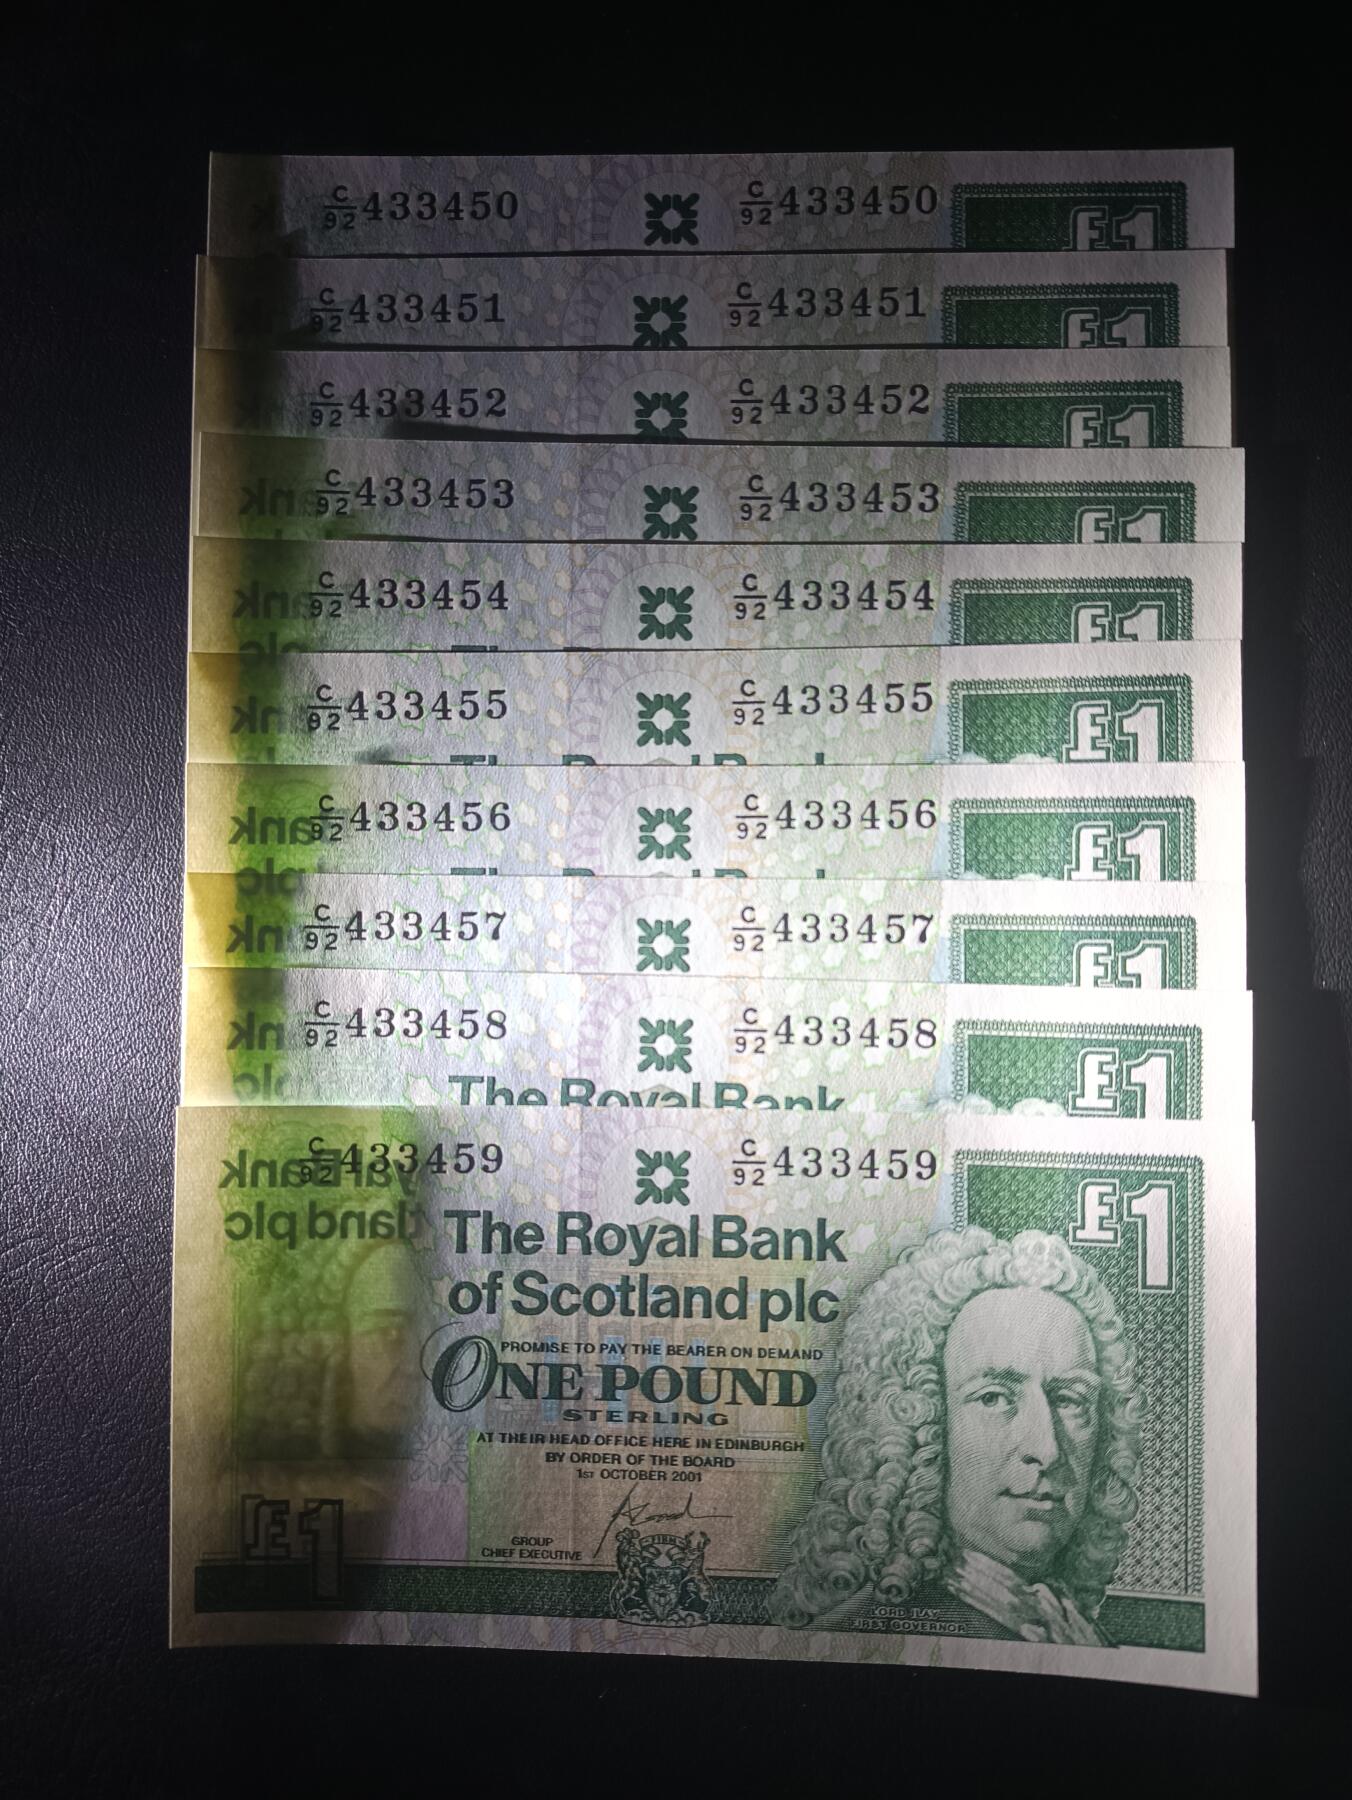 C/92 433450 C/92 433450 £1
C/92 433451 C/92 433451 £1
C/92 433452 C/92 433452 £1
C/92 433453 C/92 433453 £1
C/92 433454 C/92 433454 £1
C/92 433455 C/92 433455 £1
C/92 433456 C/92 433456 £1
C/92 433457 C/92 433457 £1
C/92 433458 C/92 433458 £1
The Royal Bank
C/92 433459 C/92 433459 £1
The Royal Bank
of Scotland plc
PROMISE TO PAY THE BEARER ON DEMAND
ONE POUND
STERLING
AT THEIR HEAD OFFICE HERE IN EDINBURGH
BY ORDER OF THE BOARD
1ST OCTOBER 2001
GROUP
CHIEF EXECUTIVE
£1
LORD ILAY
FIRST GOVERNOR